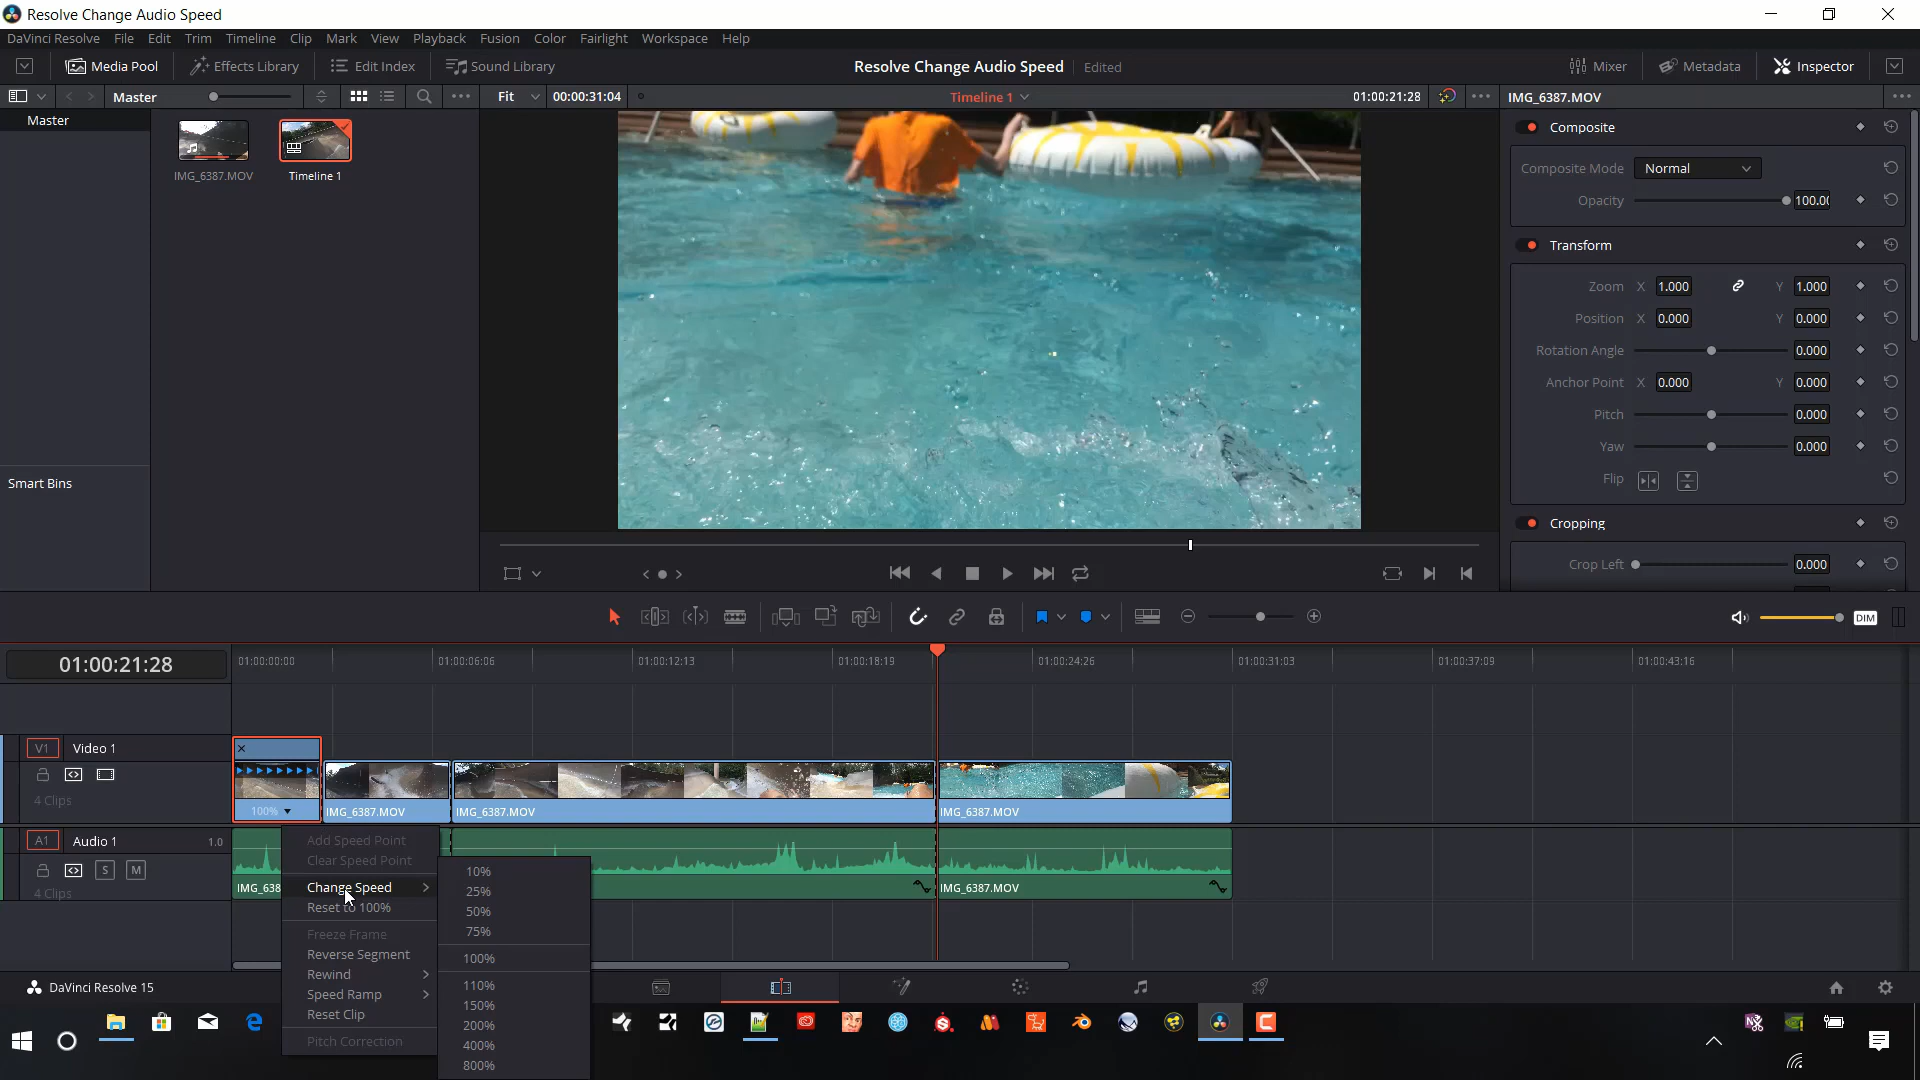 Resolve Change Audio Speed
DaVinci Resolve File Edit Trim Timeline Clip Mark View Playback Fusion Color Fairlight Workspace Help
Media Pool Effects Library Edit Index Sound Library Resolve Change Audio Speed Edited Mixer Metadata Inspector
Master Fit 00:00:31:04 Timeline 1 01:00:21:28 IMG_6387.MOV
Master
IMG_6387.MOV Timeline 1
Smart Bins
Composite
Composite Mode Normal
Opacity 100.00
Transform
Zoom X 1.000 Y 1.000
Position X 0.000 Y 0.000
Rotation Angle 0.000
Anchor Point X 0.000 Y 0.000
Pitch 0.000
Yaw 0.000
Flip
Cropping
Crop Left 0.000
DIM
01:00:21:28 01:00:00:00 01:00:06:06 01:00:12:13 01:00:18:19 01:00:24:26 01:00:31:03 01:00:37:09 01:00:43:16
V1 Video 1
4 Clips
100% IMG_6387.MOV IMG_6387.MOV IMG_6387.MOV
A1 Audio 1 1.0
S M
4 Clips
IMG_638 IMG_6387.MOV
Add Speed Point
Clear Speed Point
Change Speed
Reset to 100%
Freeze Frame
Reverse Segment
Rewind
Speed Ramp
Reset Clip
Pitch Correction
10%
25%
50%
75%
100%
110%
150%
200%
400%
800%
DaVinci Resolve 15